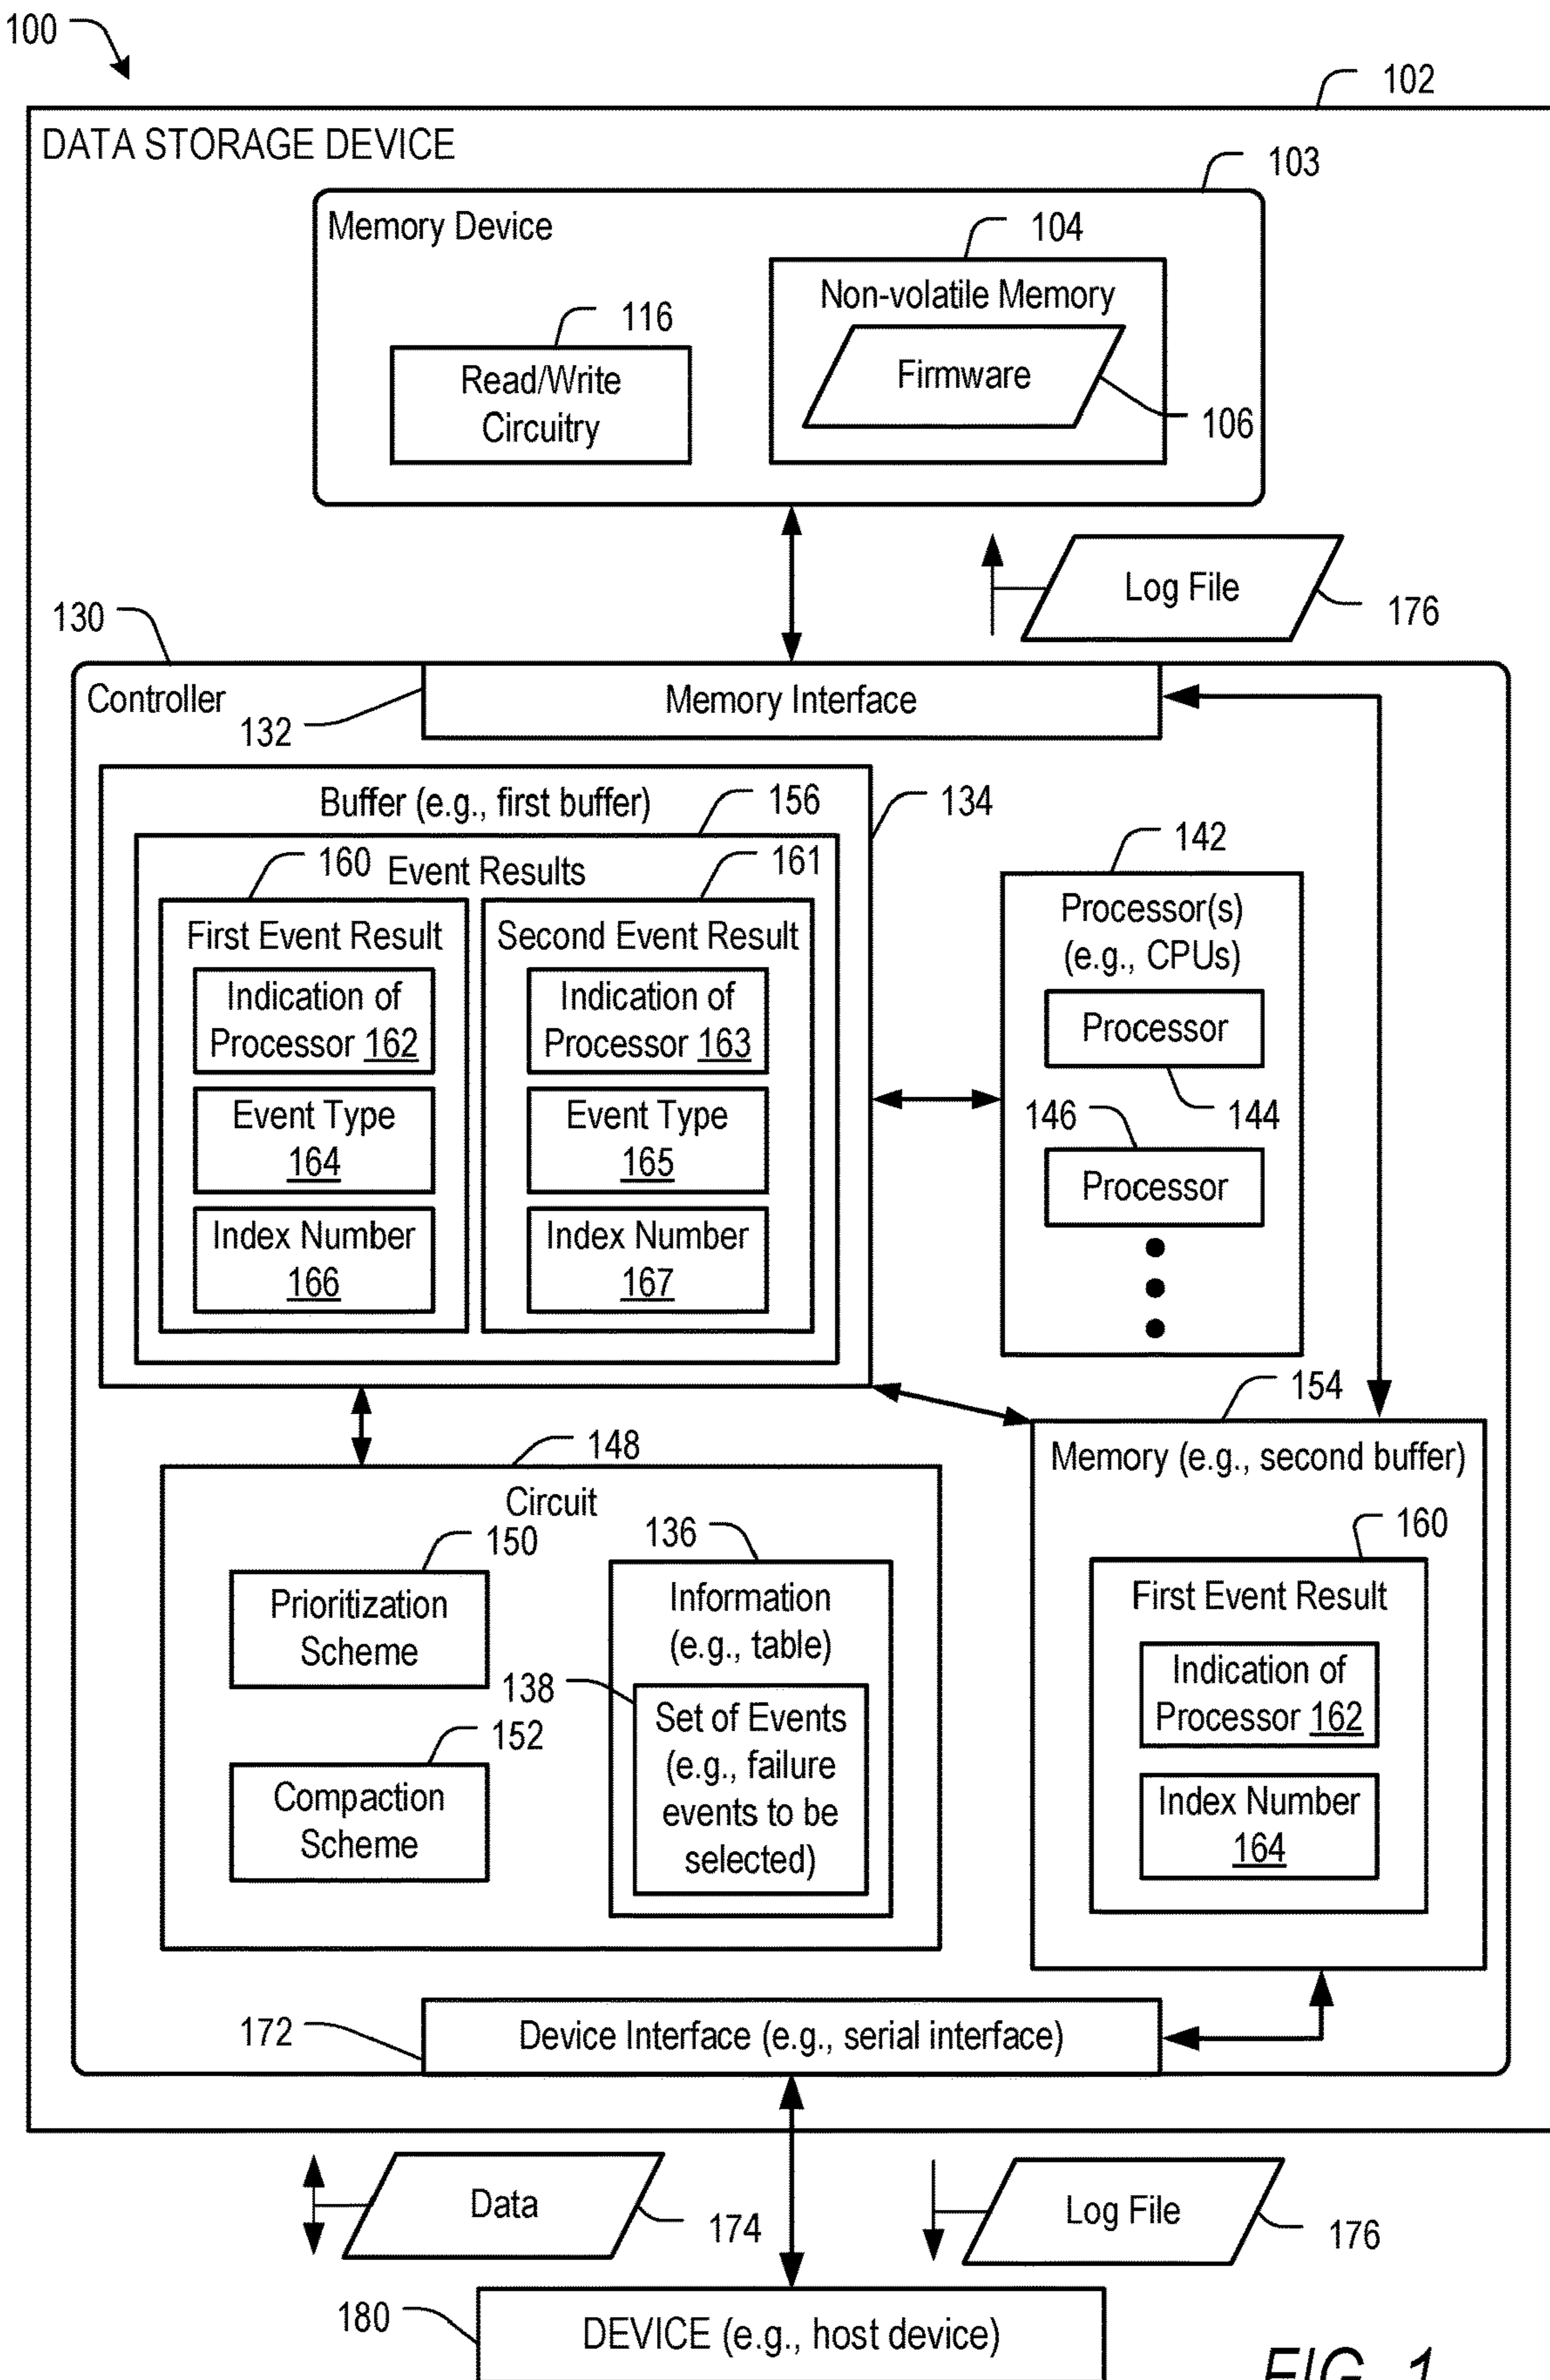 100
102
DATA STORAGE DEVICE
103
Memory Device
104
Non-volatile Memory
116
Read/Write
Circuitry
Firmware
106
Log File
176
130
Controller
132
Memory Interface
Buffer (e.g., first buffer)
156
134
160
Event Results
161
142
First Event Result
Second Event Result
Processor(s)
(e.g., CPUs)
Indication of
Processor 162
Indication of
Processor 163
Processor
144
Event Type
164
Event Type
165
146
Processor
Index Number
166
Index Number
167
154
148
Memory (e.g., second buffer)
Circuit
150
136
160
Prioritization
Scheme
Information
(e.g., table)
First Event Result
138
Set of Events
(e.g., failure
events to be
selected)
Indication of
Processor 162
152
Compaction
Scheme
Index Number
164
172
Device Interface (e.g., serial interface)
Data
174
Log File
176
180
DEVICE (e.g., host device)
FIG. 1